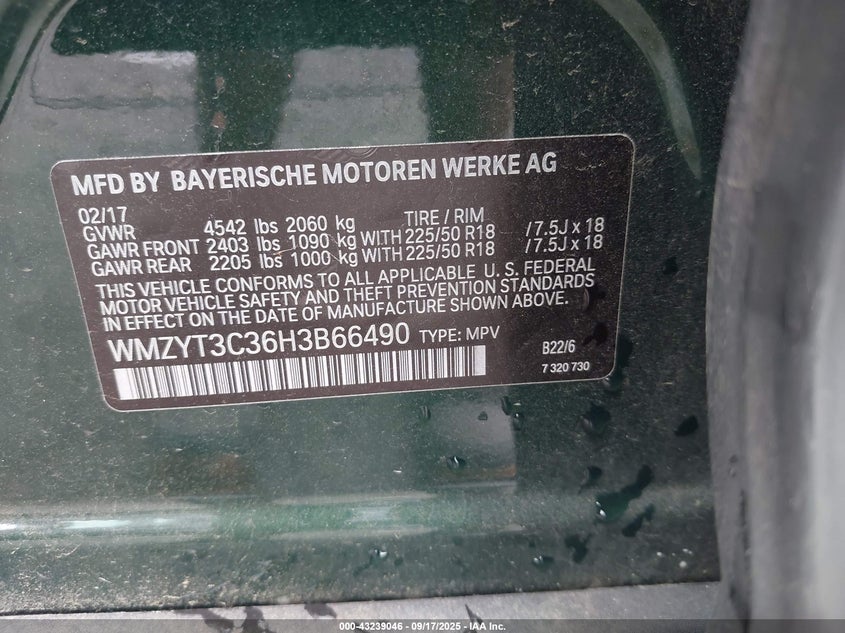 MFD BY BAYERISCHE MOTOREN WERKE AG
02/17 TIRE / RIM
GVWR 4542 lbs 2060 kg
GAWR FRONT 2403 lbs 1090 kg WITH 225/50 R18 / 7.5J x 18
GAWR REAR 2205 lbs 1000 kg WITH 225/50 R18 / 7.5J x 18
THIS VEHICLE CONFORMS TO ALL APPLICABLE U. S. FEDERAL
MOTOR VEHICLE SAFETY AND THEFT PREVENTION STANDARDS
IN EFFECT ON THE DATE OF MANUFACTURE SHOWN ABOVE.
WMZYT3C36H3B66490 TYPE: MPV B22/6
7 320 730
000-43239046 - 09/17/2025 - IAA, Inc.